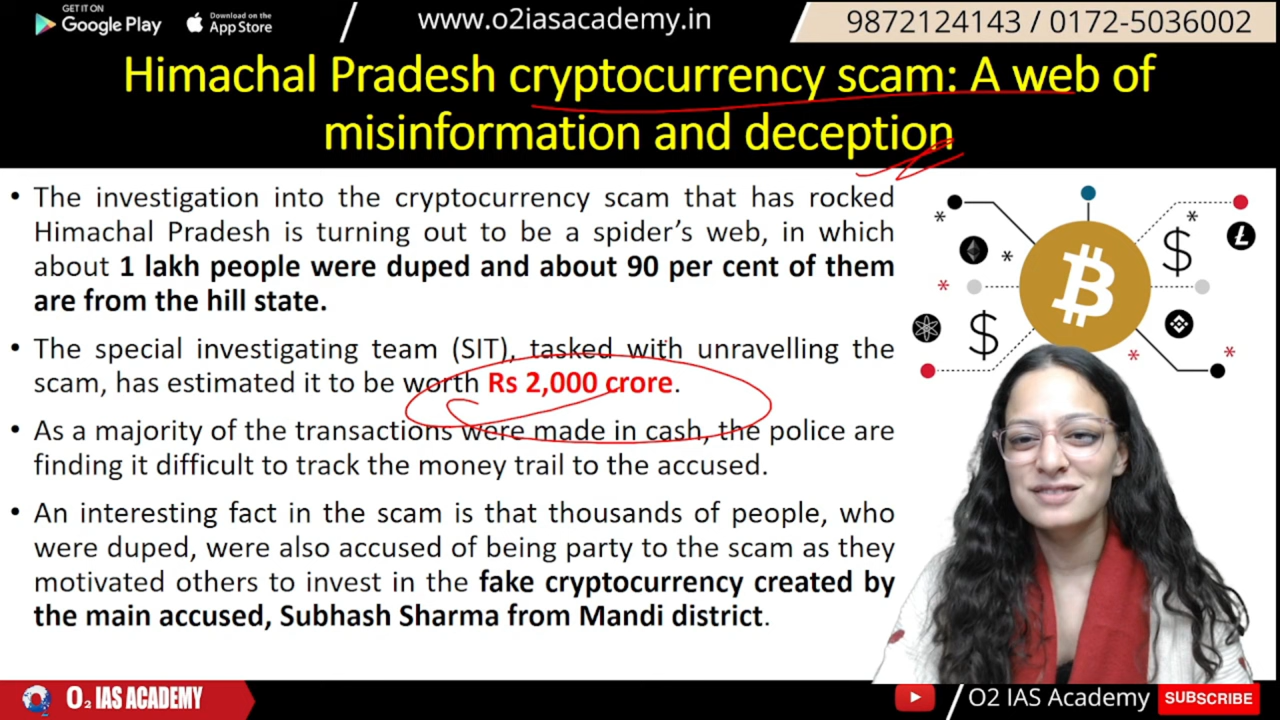 GET IT ON
Google Play
Download on the
App Store
www.o2iasacademy.in
9872124143 / 0172-5036002
Himachal Pradesh cryptocurrency scam: A web of
misinformation and deception
• The investigation into the cryptocurrency scam that has rocked
Himachal Pradesh is turning out to be a spider’s web, in which
about 1 lakh people were duped and about 90 per cent of them
are from the hill state.
• The special investigating team (SIT), tasked with unravelling the
scam, has estimated it to be worth Rs 2,000 crore.
• As a majority of the transactions were made in cash, the police are
finding it difficult to track the money trail to the accused.
• An interesting fact in the scam is that thousands of people, who
were duped, were also accused of being party to the scam as they
motivated others to invest in the fake cryptocurrency created by
the main accused, Subhash Sharma from Mandi district.
O₂ IAS ACADEMY
O2 IAS Academy
SUBSCRIBE